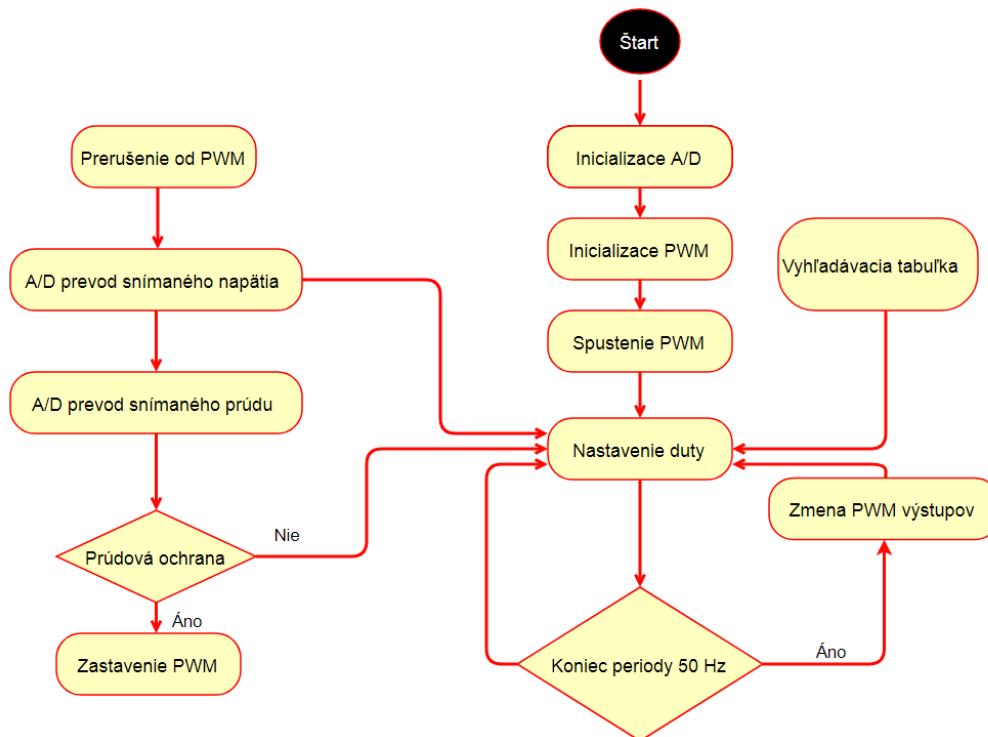 Štart
Prerušenie od PWM
Inicializace A/D
Inicializace PWM
Vyhľadávacia tabuľka
A/D prevod snímaného napätia
Spustenie PWM
A/D prevod snímaného prúdu
Nastavenie duty
Zmena PWM výstupov
Nie
Prúdová ochrana
Áno
Zastavenie PWM
Koniec periody 50 Hz
Áno